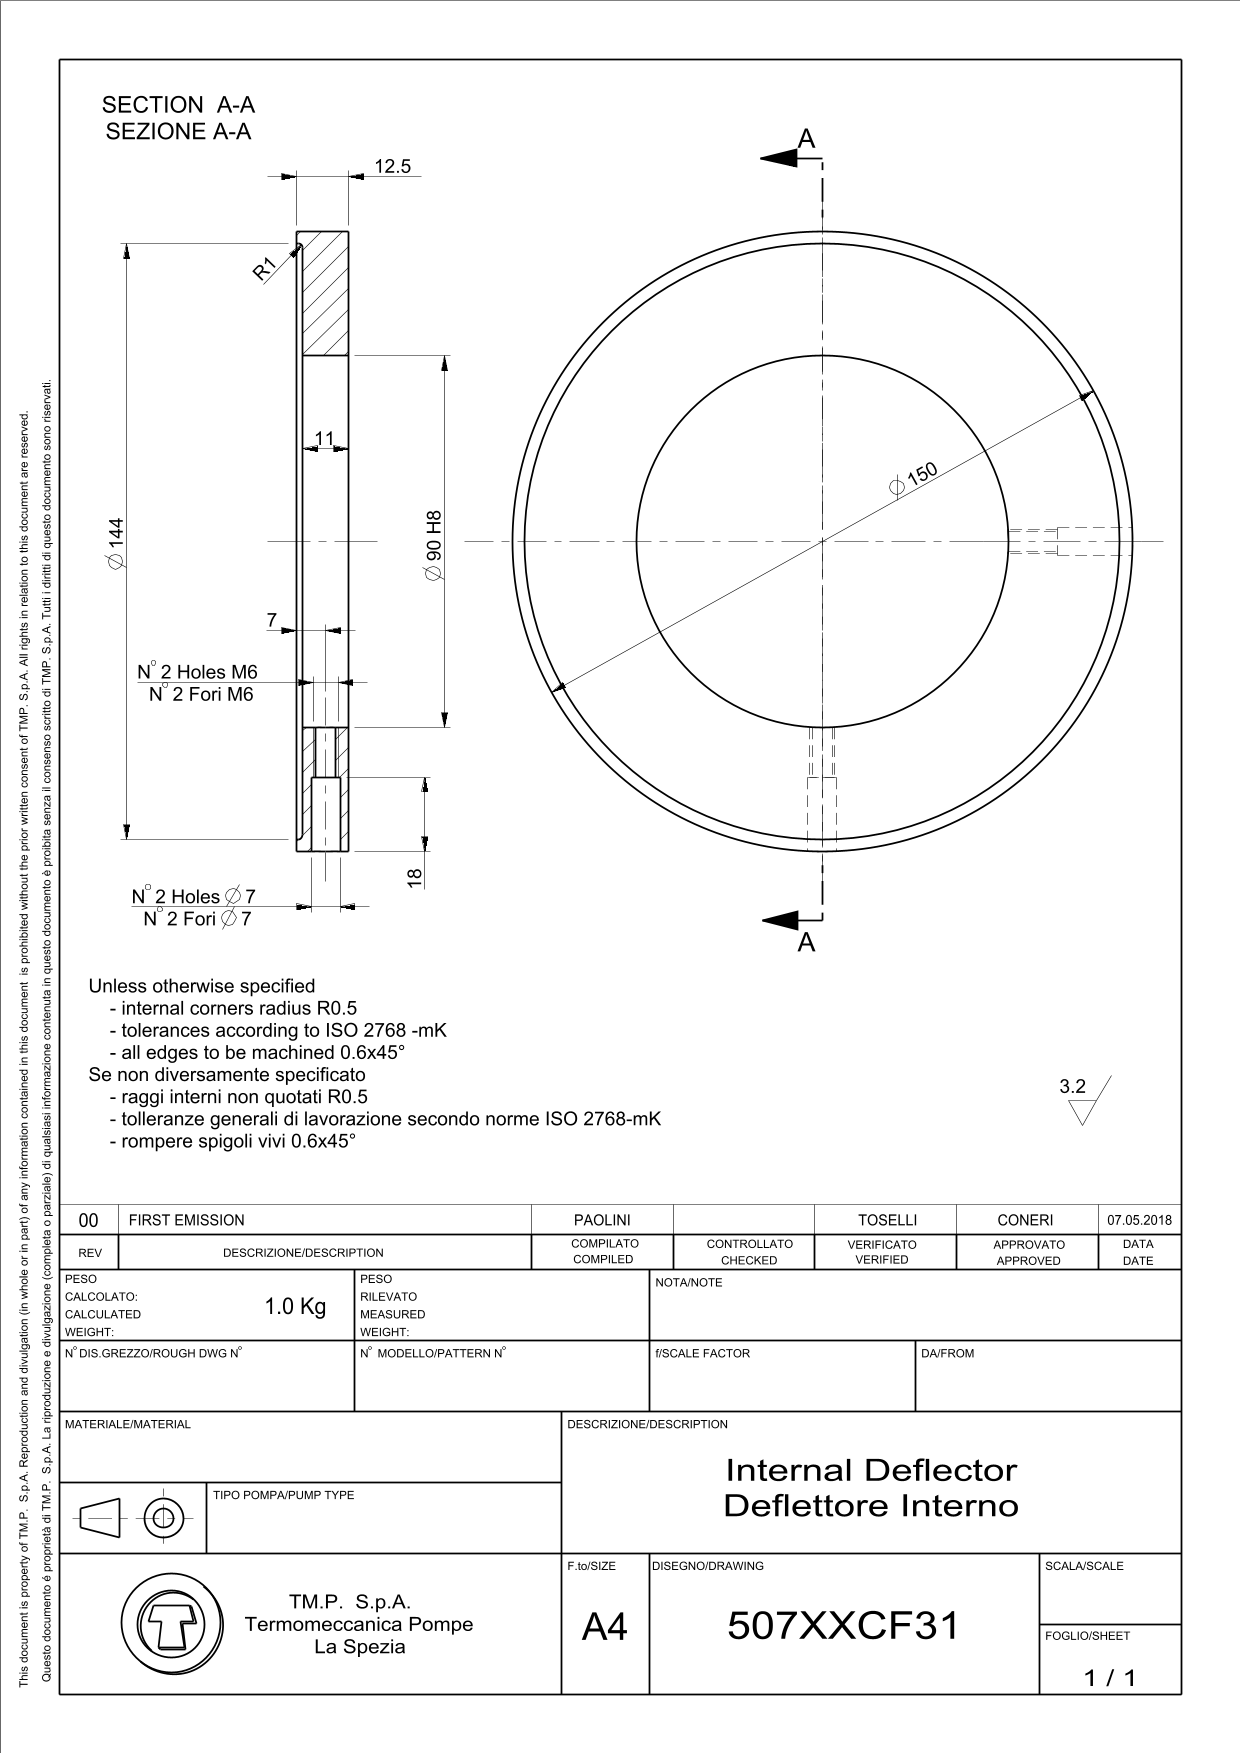 SECTION A-A
SEZIONE A-A
A
12.5
R1
11
Ø 150
Ø 144
Ø 90 H8
7
N° 2 Holes M6
N° 2 Fori M6
18
N° 2 Holes Ø 7
N° 2 Fori Ø 7
A
Unless otherwise specified
- internal corners radius R0.5
- tolerances according to ISO 2768 -mK
- all edges to be machined 0.6x45°
Se non diversamente specificato
- raggi interni non quotati R0.5
- tolleranze generali di lavorazione secondo norme ISO 2768-mK
- rompere spigoli vivi 0.6x45°
3.2
This document is property of TM.P. S.p.A. Reproduction and divulgation (in whole or in part) of any information contained in this document is prohibited without the prior written consent of TMP. S.p.A. All rights in relation to this document are reserved.
Questo documento é proprietà di TM.P. S.p.A. La riproduzione e divulgazione (completa o parziale) di qualsiasi informazione contenuta in questo documento è proibita senza il consenso scritto di TMP. S.p.A. Tutti i diritti di questo documento sono riservati.
00 FIRST EMISSION PAOLINI TOSELLI CONERI 07.05.2018
REV DESCRIZIONE/DESCRIPTION COMPILATO COMPILED CONTROLLATO CHECKED VERIFICATO VERIFIED APPROVATO APPROVED DATA DATE
PESO
CALCOLATO:
CALCULATED
WEIGHT:
1.0 Kg
PESO
RILEVATO
MEASURED
WEIGHT:
NOTA/NOTE
N° DIS.GREZZO/ROUGH DWG N°
N° MODELLO/PATTERN N°
f/SCALE FACTOR
DA/FROM
MATERIALE/MATERIAL
DESCRIZIONE/DESCRIPTION
Internal Deflector
Deflettore Interno
TIPO POMPA/PUMP TYPE
TM.P. S.p.A.
Termomeccanica Pompe
La Spezia
F.to/SIZE
A4
DISEGNO/DRAWING
507XXCF31
SCALA/SCALE
FOGLIO/SHEET
1 / 1